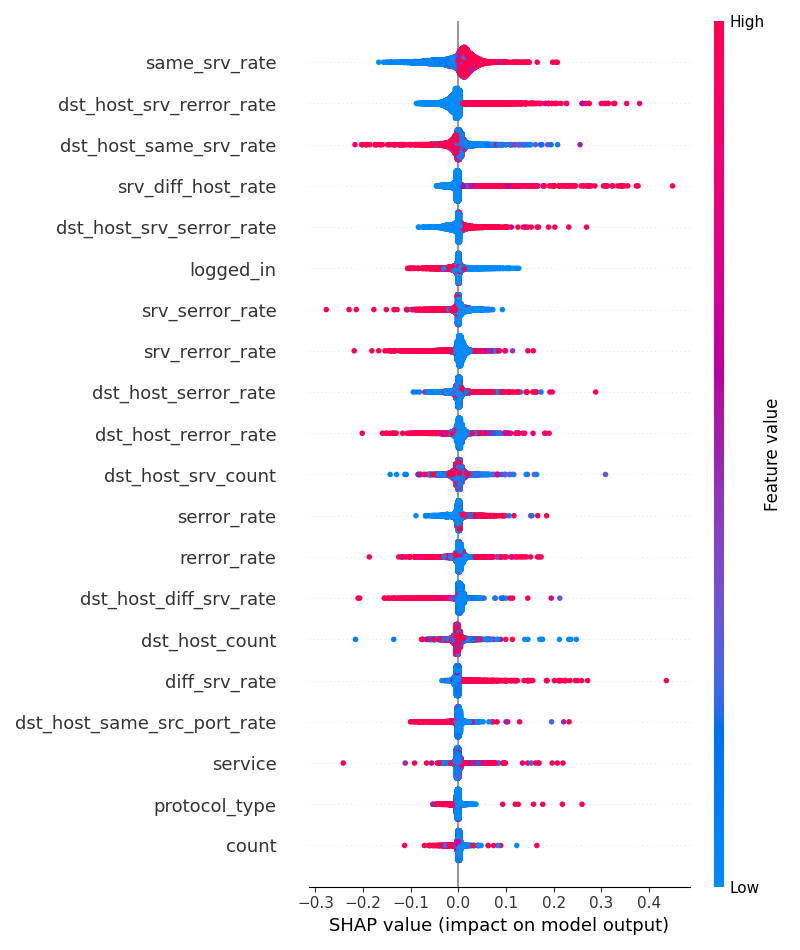 High
same_srv_rate
dst_host_srv_rerror_rate
dst_host_same_srv_rate
srv_diff_host_rate
dst_host_srv_serror_rate
logged_in
srv_serror_rate
srv_rerror_rate
dst_host_serror_rate
dst_host_rerror_rate
dst_host_srv_count
serror_rate
rerror_rate
dst_host_diff_srv_rate
dst_host_count
diff_srv_rate
dst_host_same_src_port_rate
service
protocol_type
count
Feature value
Low
−0.3 −0.2 −0.1 0.0 0.1 0.2 0.3 0.4
SHAP value (impact on model output)